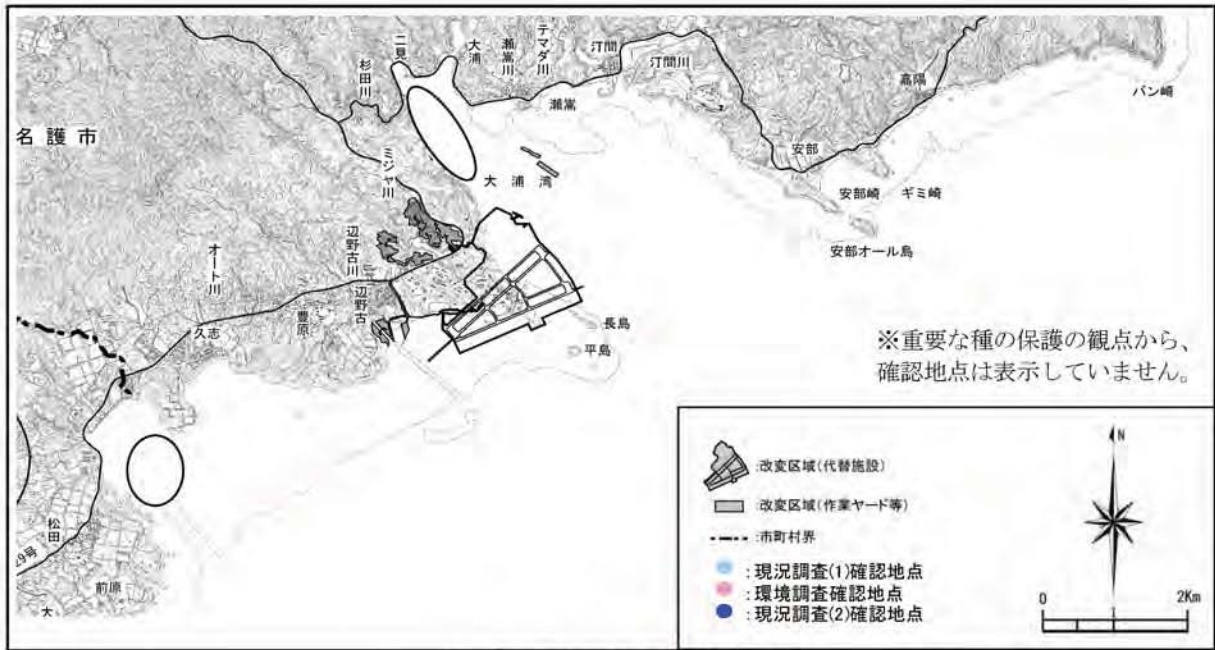 名護市
杉田川
二見
大浦
瀬嵩川
テマダ川
汀間
汀間川
瀬嵩
嘉陽
バン崎
安部
安部崎
ギミ崎
安部オール島
大浦湾
ミジャ川
辺野古川
辺野古
オート川
久志
豊原
長島
平島
松田
前原
大
※重要な種の保護の観点から、
確認地点は表示していません。
:改変区域(代替施設)
:改変区域(作業ヤード等)
:市町村界
:現況調査(1)確認地点
:環境調査確認地点
:現況調査(2)確認地点
N
0 1 2Km